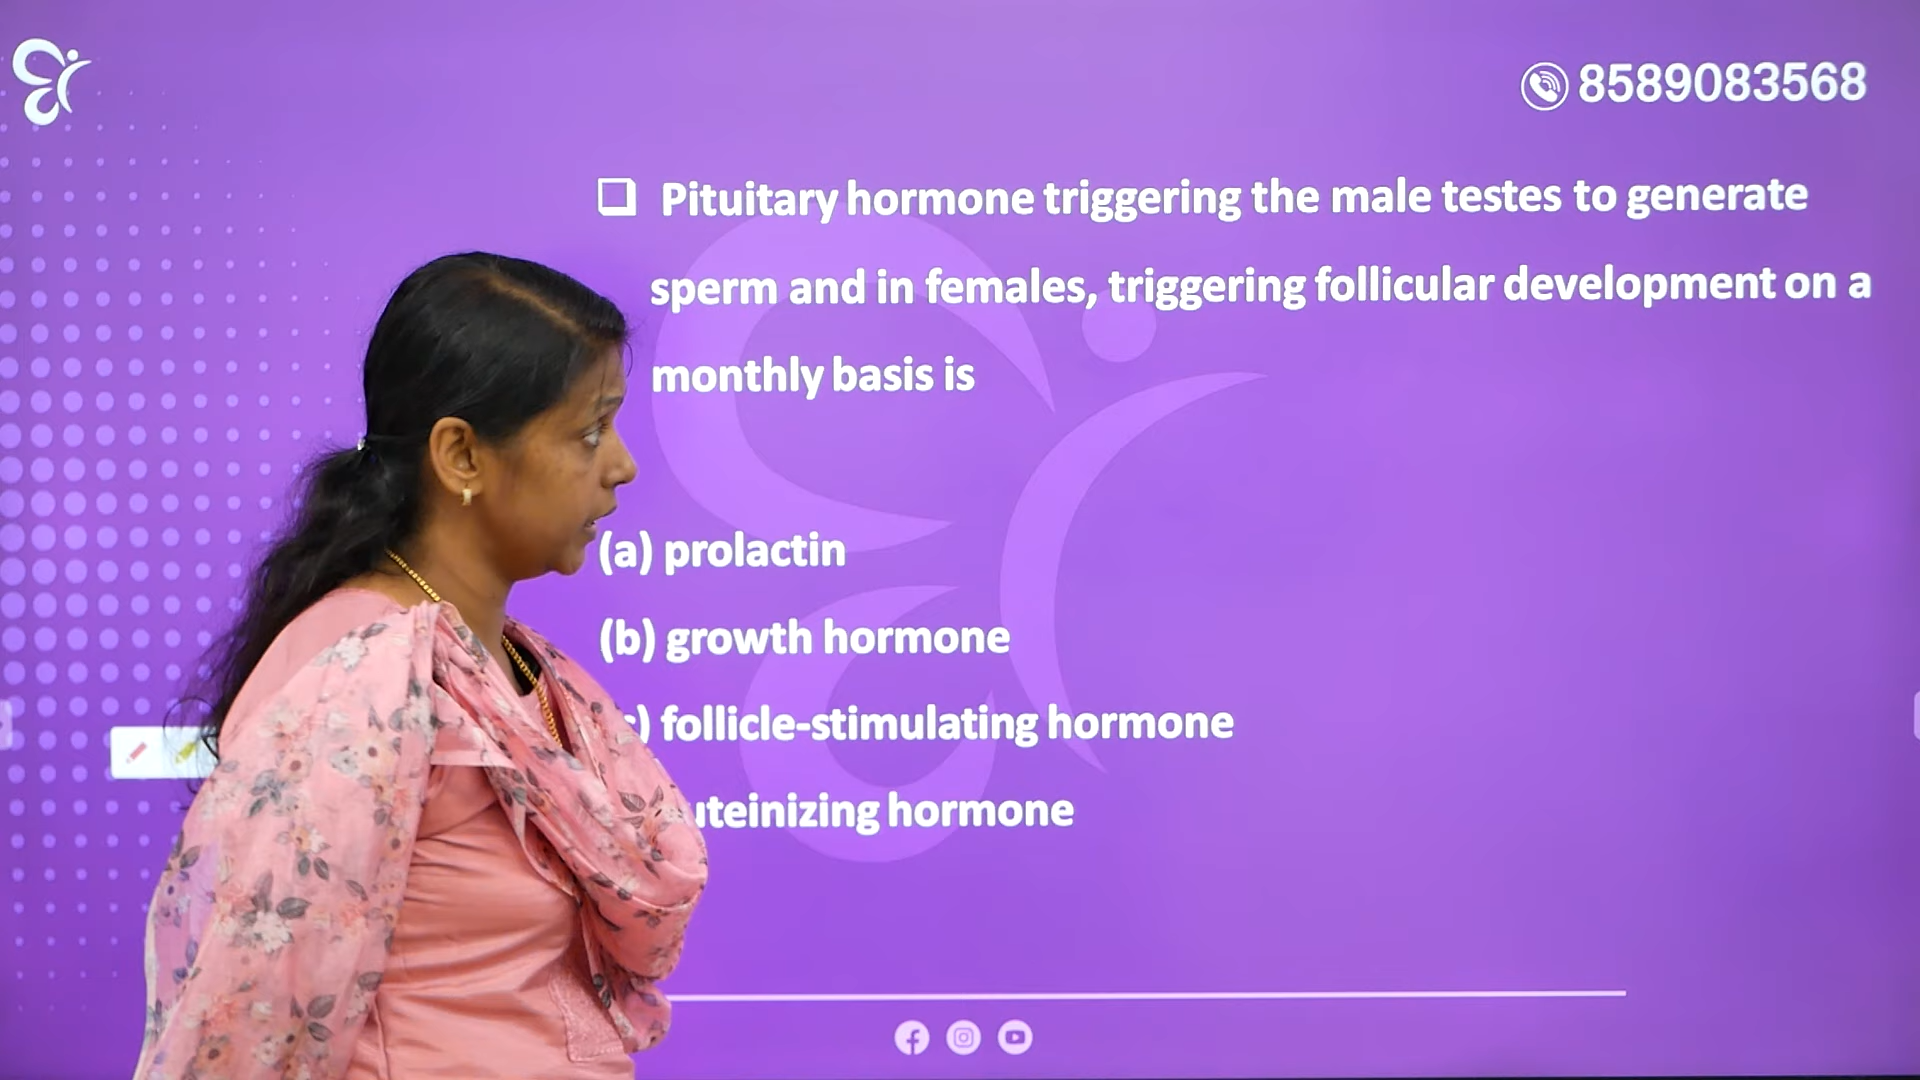 8589083568
Pituitary hormone triggering the male testes to generate
sperm and in females, triggering follicular development on a
monthly basis is
(a) prolactin
(b) growth hormone
) follicle-stimulating hormone
hormone